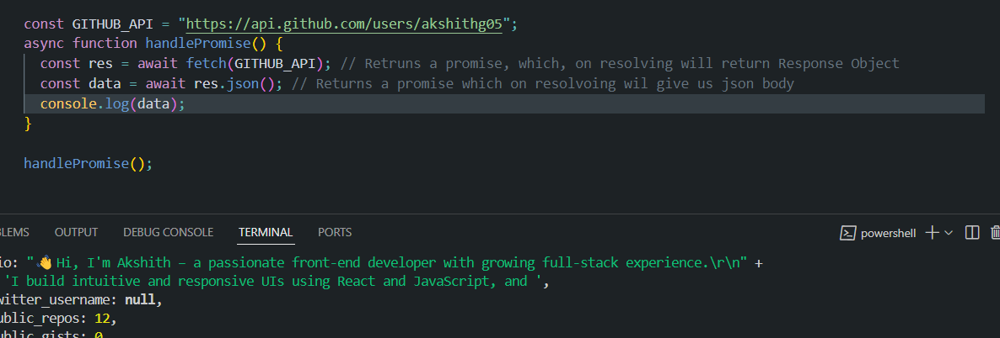 const GITHUB_API = "https://api.github.com/users/akshithg05";
async function handlePromise() {
const res = await fetch(GITHUB_API); // Retruns a promise, which, on resolving will return Response Object
const data = await res.json(); // Returns a promise which on resolvoing wil give us json body
console.log(data);
}
handlePromise();
BLEMS OUTPUT DEBUG CONSOLE TERMINAL PORTS powershell
io: "👋 Hi, I'm Akshith — a passionate front-end developer with growing full-stack experience.\r\n" +
'I build intuitive and responsive UIs using React and JavaScript, and ',
witter_username: null,
ublic_repos: 12,
ublic_gists: 0